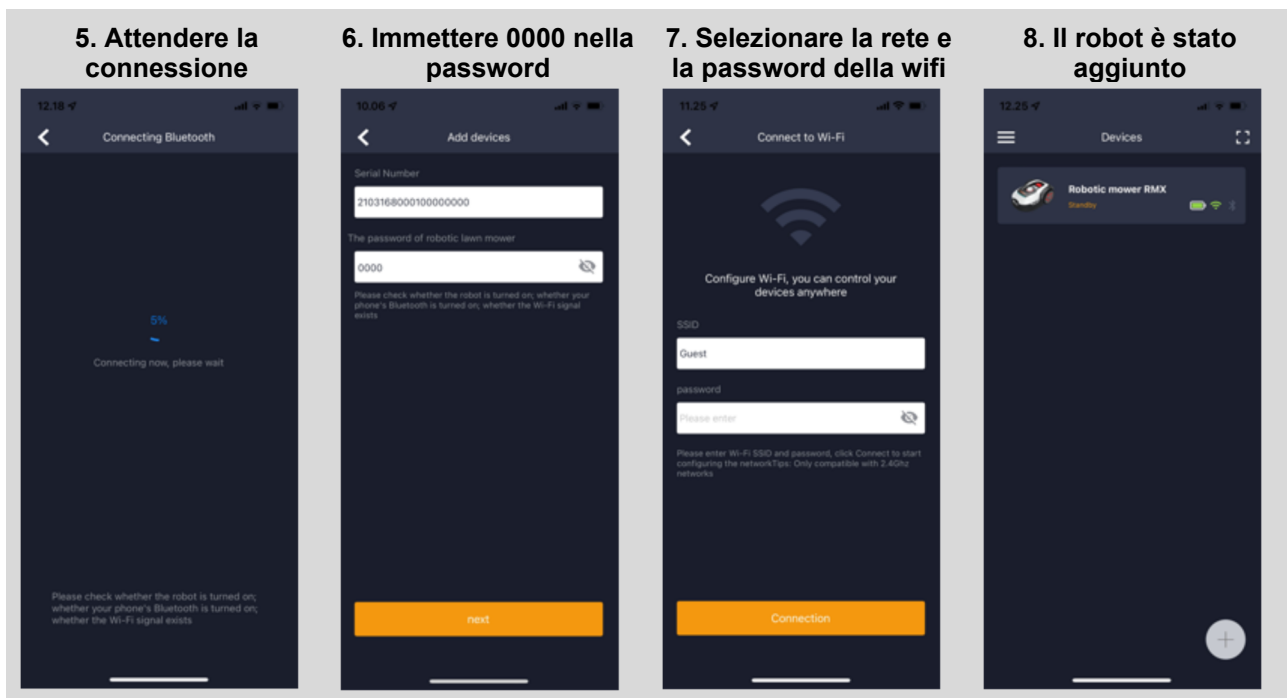 5. Attendere la
connessione
12.18
Connecting Bluetooth
5%
Connecting now, please wait
Please check whether the robot is turned on;
whether your phone's Bluetooth is turned on;
whether the Wi-Fi signal exists
6. Immettere 0000 nella
password
10.06
Add devices
Serial Number
2103168000100000000
The password of robotic lawn mower
0000
Please check whether the robot is turned on; whether your
phone's Bluetooth is turned on; whether the Wi-Fi signal
exists
next
7. Selezionare la rete e
la password della wifi
11.25
Connect to Wi-Fi
Configure Wi-Fi, you can control your
devices anywhere
SSID
Guest
password
Please enter
Please enter Wi-Fi SSID and password, click Connect to start
configuring the networkTips: Only compatible with 2.4Ghz
networks
Connection
8. Il robot è stato
aggiunto
12.25
Devices
Robotic mower RMX
Standby